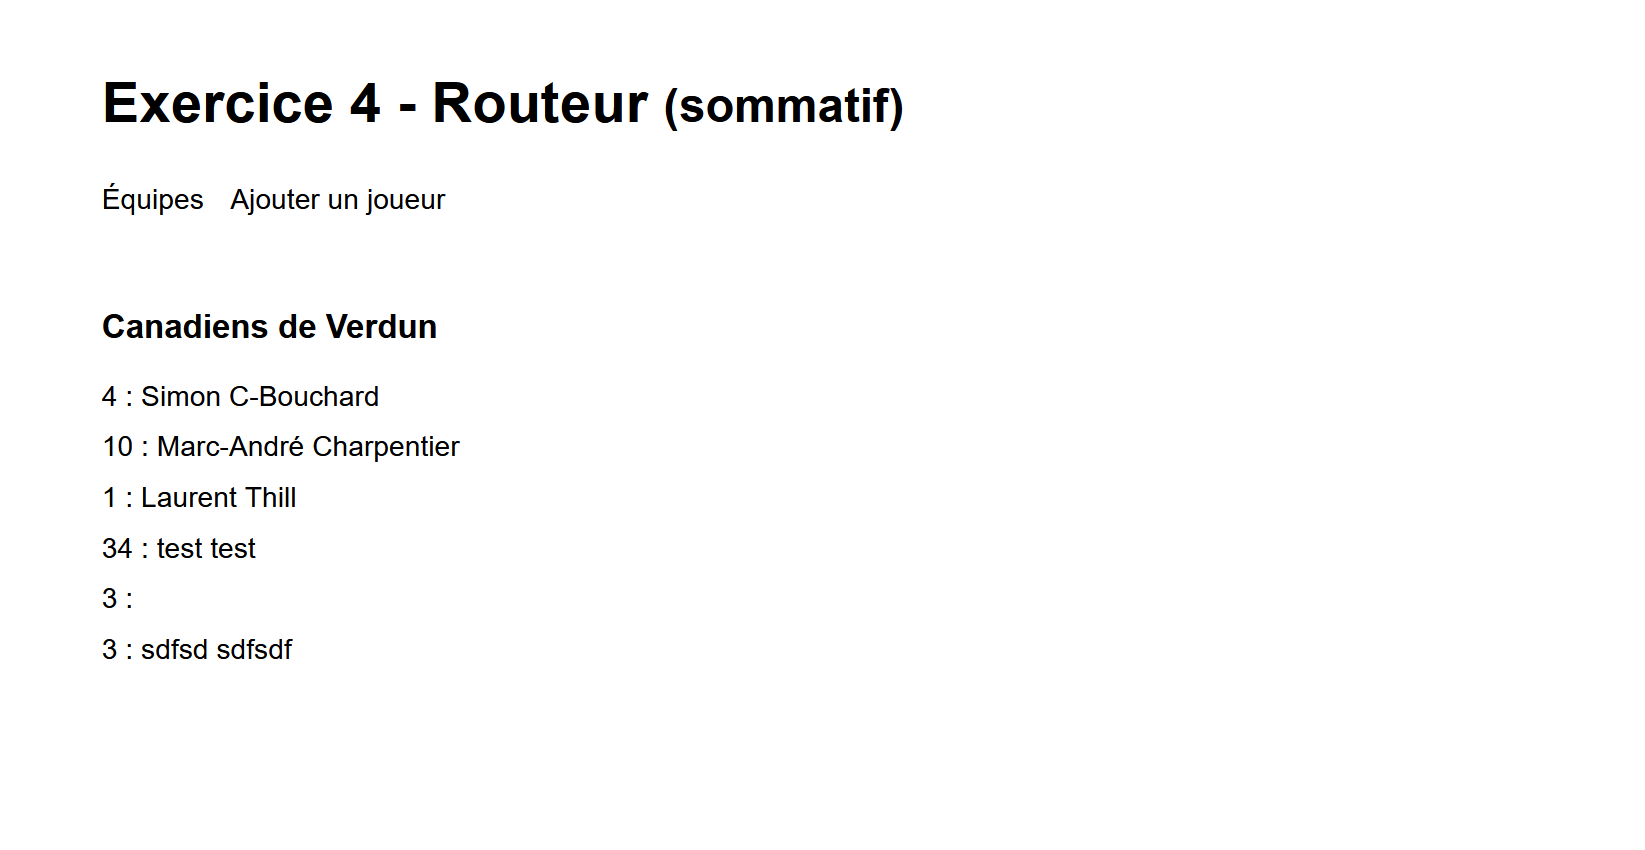 Exercice 4 - Routeur (sommatif)
Équipes Ajouter un joueur
Canadiens de Verdun
4 : Simon C-Bouchard
10 : Marc-André Charpentier
1 : Laurent Thill
34 : test test
3 :
3 : sdfsd sdfsdf